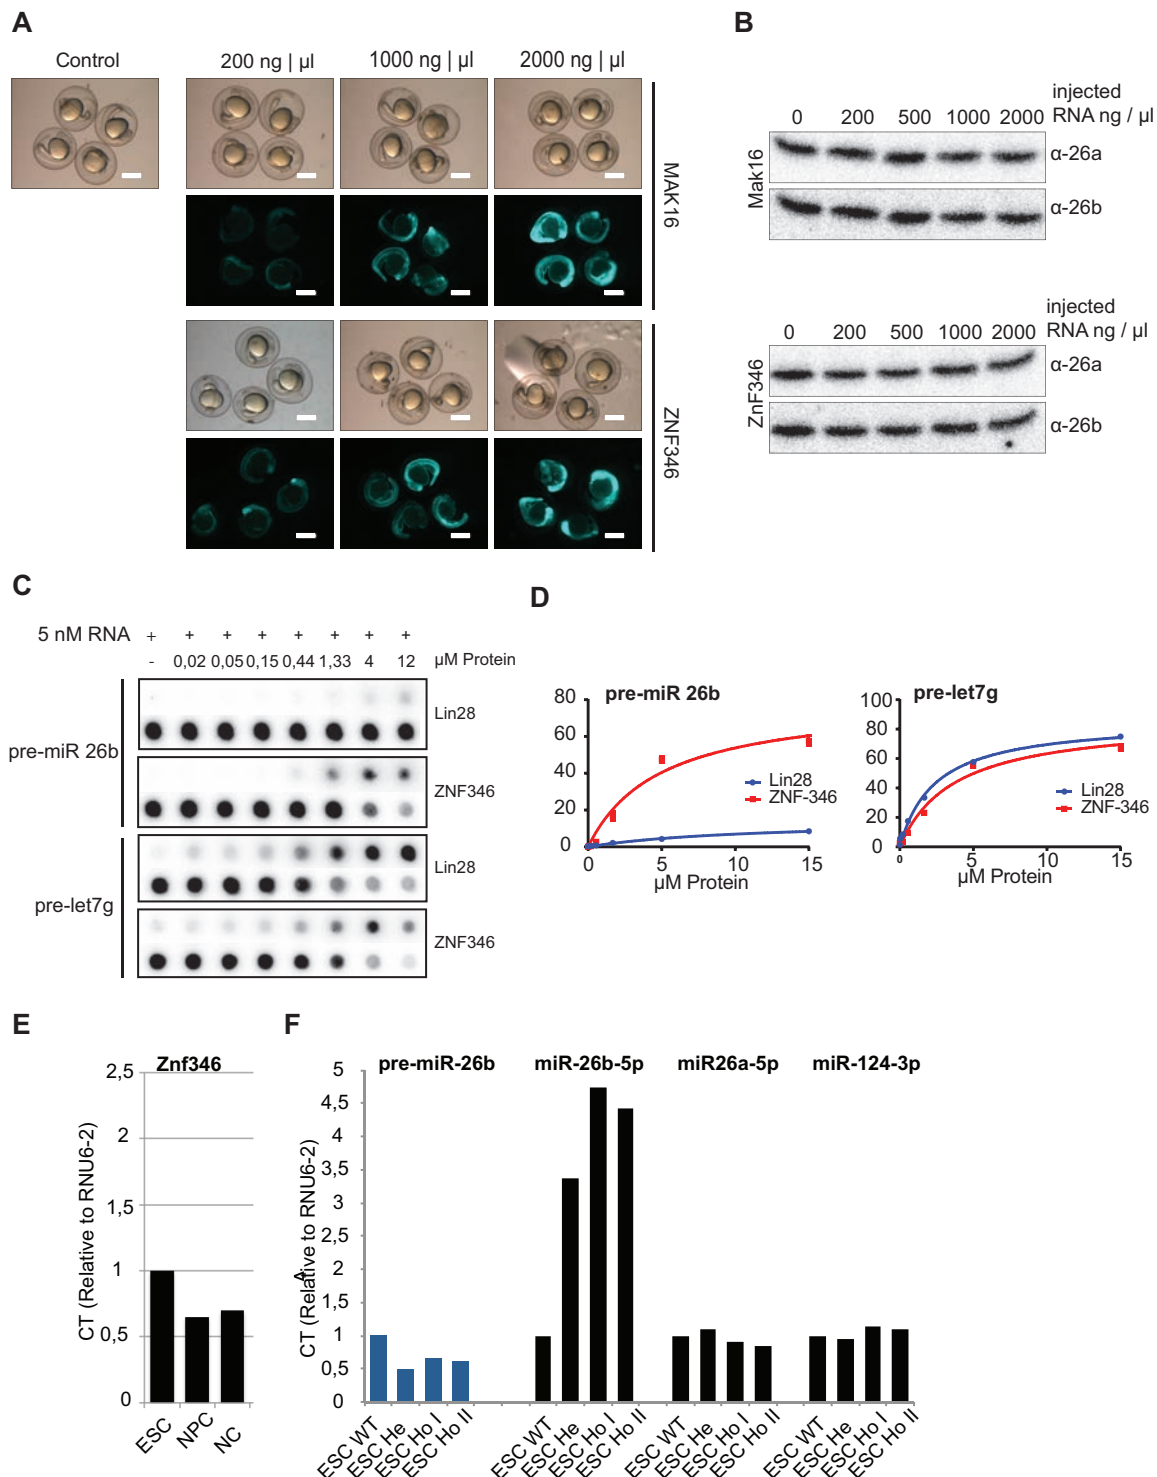 A
Control
200 ng | µl
1000 ng | µl
2000 ng | µl
MAK16
ZNF346
B
injected
0 200 500 1000 2000 RNA ng / µl
Mak16
α-26a
α-26b
injected
0 200 500 1000 2000 RNA ng / µl
ZnF346
α-26a
α-26b
C
5 nM RNA + + + + + + + +
- 0,02 0,05 0,15 0,44 1,33 4 12 µM Protein
pre-miR 26b
Lin28
ZNF346
pre-let7g
Lin28
ZNF346
D
pre-miR 26b
80
60
40
20
0
0 5 10 15
µM Protein
Lin28
ZNF-346
pre-let7g
100
80
60
40
20
0
0 5 10 15
µM Protein
Lin28
ZNF-346
E
Znf346
CT (Relative to RNU6-2)
2,5
2
1,5
1
0,5
0
ESC NPC NC
F
pre-miR-26b miR-26b-5p miR26a-5p miR-124-3p
CT (Relative to RNU6-2)
5
4,5
4
3,5
3
2,5
2
1,5
1
0,5
0
ESC WT ESC He ESC Ho I ESC Ho II ESC WT ESC He ESC Ho I ESC Ho II ESC WT ESC He ESC Ho I ESC Ho II ESC WT ESC He ESC Ho I ESC Ho II